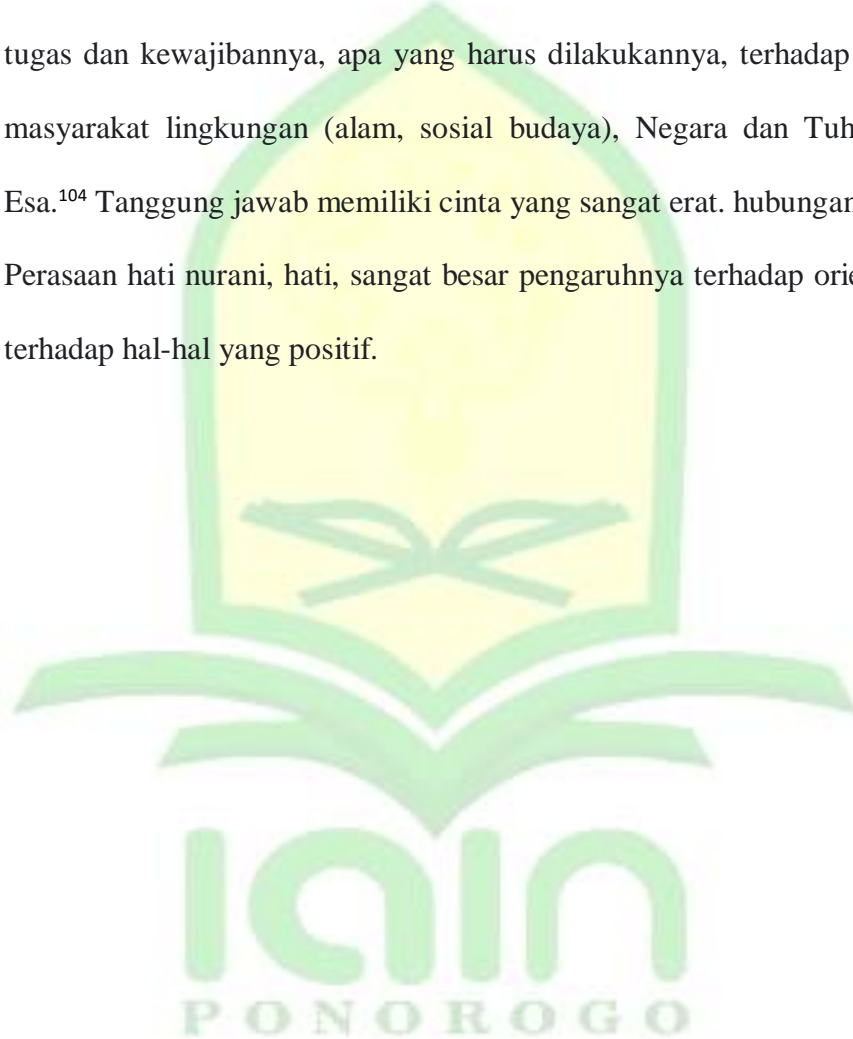 tugas dan kewajibannya, apa yang harus dilakukannya, terhadap
masyarakat lingkungan (alam, sosial budaya), Negara dan Tuh
Esa.¹⁰⁴ Tanggung jawab memiliki cinta yang sangat erat. hubungan
Perasaan hati nurani, hati, sangat besar pengaruhnya terhadap orie
terhadap hal-hal yang positif.
iain
PONOROGO